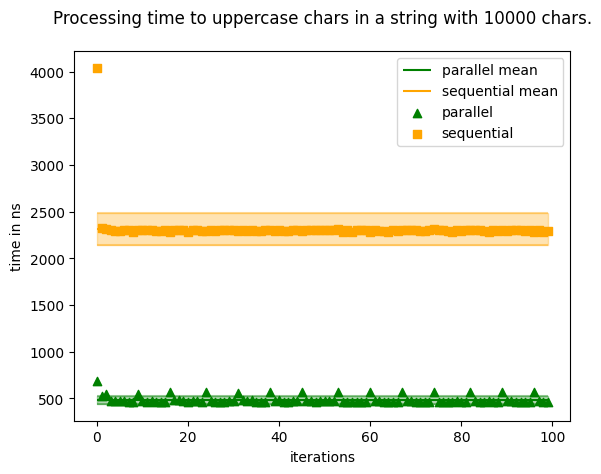 Processing time to uppercase chars in a string with 10000 chars.
4000
3500
3000
2500
2000
1500
1000
500
time in ns
parallel mean
sequential mean
parallel
sequential
0 20 40 60 80 100
iterations